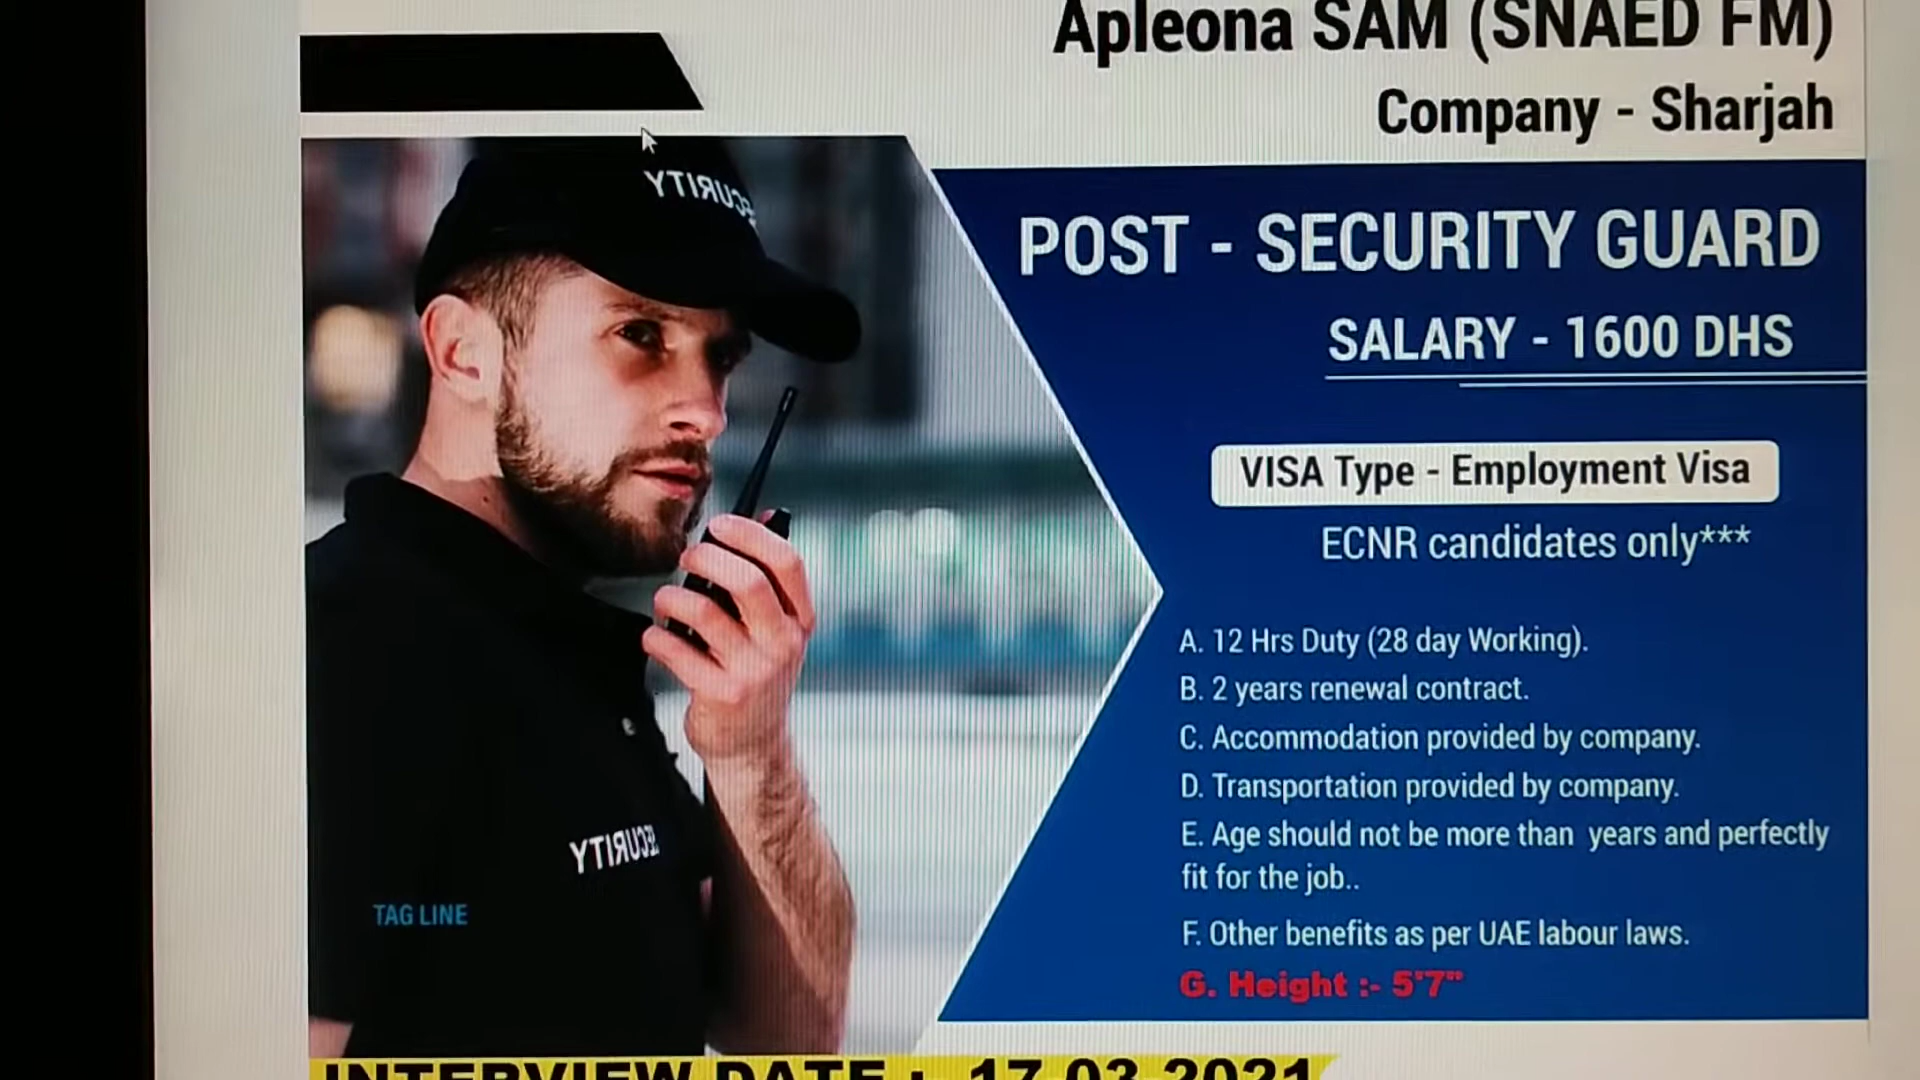 Apleona SAM (SNAED FM)
Company - Sharjah
SECURITY
POST - SECURITY GUARD
SALARY - 1600 DHS
VISA Type - Employment Visa
ECNR candidates only***
A. 12 Hrs Duty (28 day Working).
B. 2 years renewal contract.
C. Accommodation provided by company.
D. Transportation provided by company.
E. Age should not be more than years and perfectly
fit for the job..
F. Other benefits as per UAE labour laws.
G. Height :- 5'7"
SECURITY
TAG LINE
INTERVIEW DATE : 17.03.2021